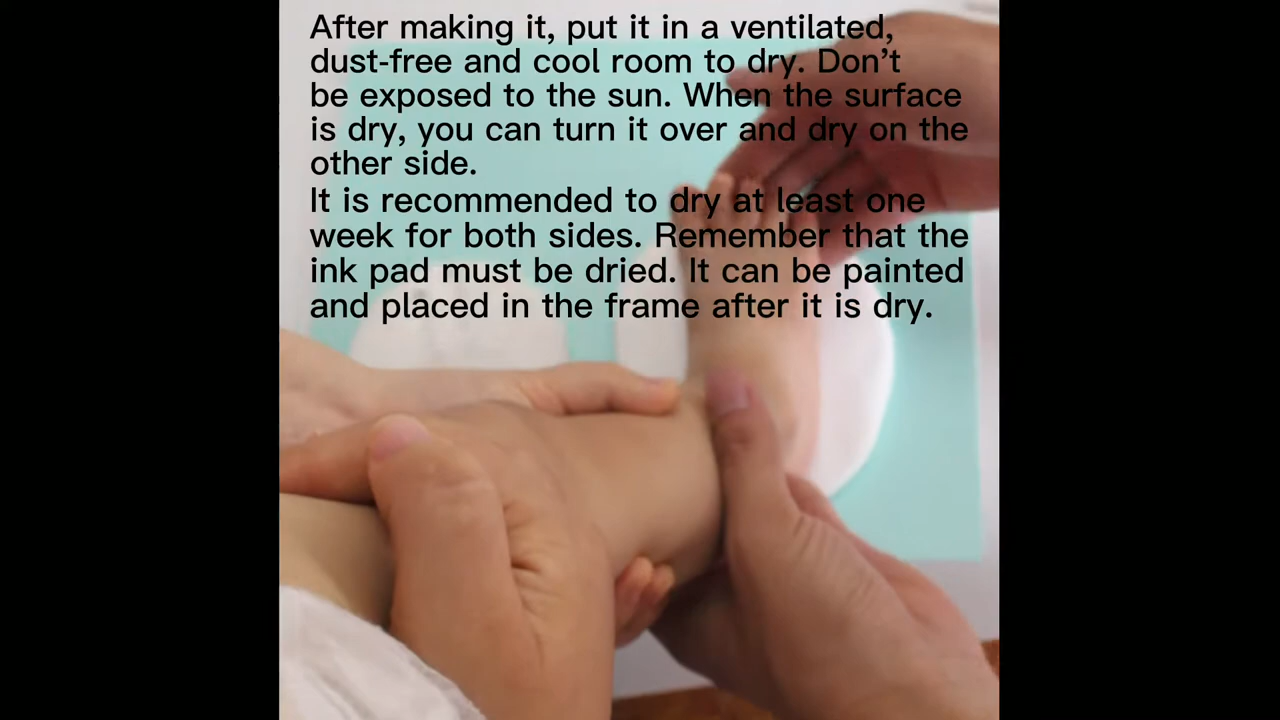 After making it, put it in a ventilated,
dust-free and cool room to dry. Don’t
be exposed to the sun. When the surface
is dry, you can turn it over and dry on the
other side.
It is recommended to dry at least one
week for both sides. Remember that the
ink pad must be dried. It can be painted
and placed in the frame after it is dry.